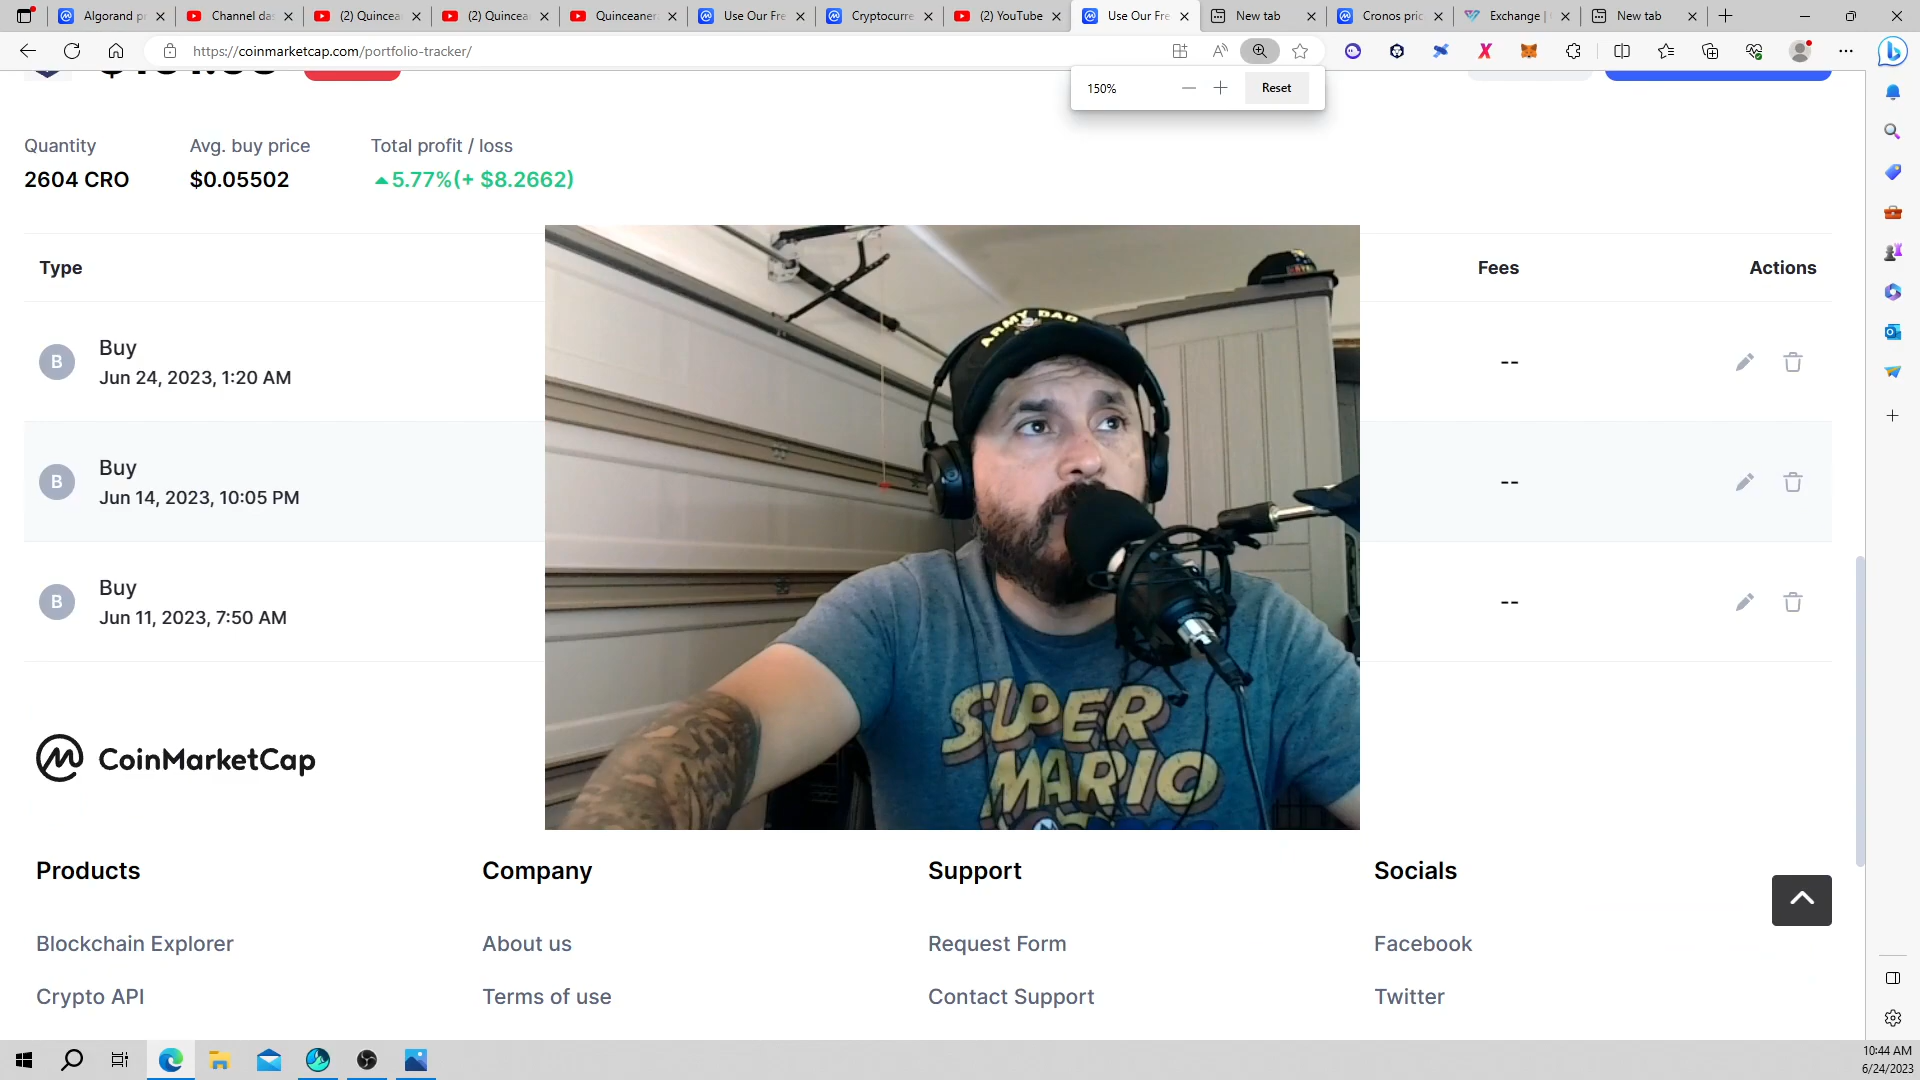 Algorand pr
Channel da
(2) Quincea
(2) Quincea
Quinceaner
Use Our Fre
Cryptocurre
(2) YouTube
Use Our Fre
New tab
Cronos pric
Exchange |
New tab
https://coinmarketcap.com/portfolio-tracker/
150%
Reset
Quantity
Avg. buy price
Total profit / loss
2604 CRO
$0.05502
5.77%(+ $8.2662)
Type
Fees
Actions
B
Buy
Jun 24, 2023, 1:20 AM
--
B
Buy
Jun 14, 2023, 10:05 PM
--
B
Buy
Jun 11, 2023, 7:50 AM
--
ARMY DAD
SUPER
MARIO
CoinMarketCap
Products
Company
Support
Socials
Blockchain Explorer
About us
Request Form
Facebook
Crypto API
Terms of use
Contact Support
Twitter
10:44 AM
6/24/2023